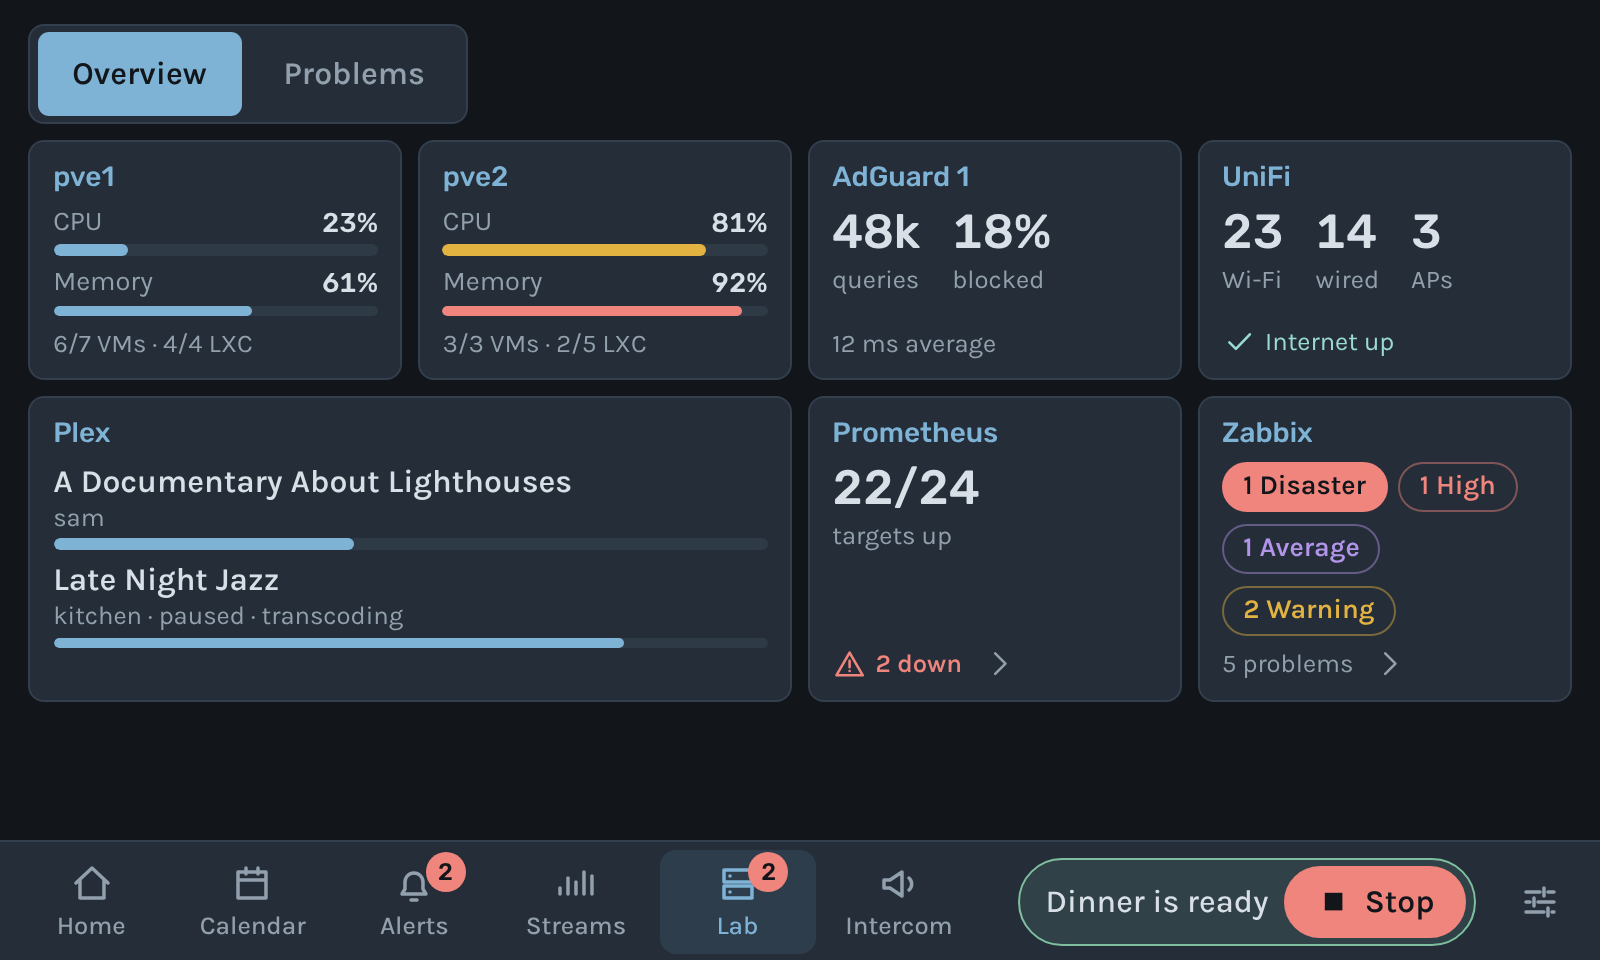 Overview Problems
pve1
CPU 23%
Memory 61%
6/7 VMs · 4/4 LXC
pve2
CPU 81%
Memory 92%
3/3 VMs · 2/5 LXC
AdGuard 1
48k 18%
queries blocked
12 ms average
UniFi
23 14 3
Wi-Fi wired APs
Internet up
Plex
A Documentary About Lighthouses
sam
Late Night Jazz
kitchen · paused · transcoding
Prometheus
22/24
targets up
2 down
Zabbix
1 Disaster 1 High
1 Average
2 Warning
5 problems
Home
Calendar
2
Alerts
Streams
2
Lab
Intercom
Dinner is ready Stop